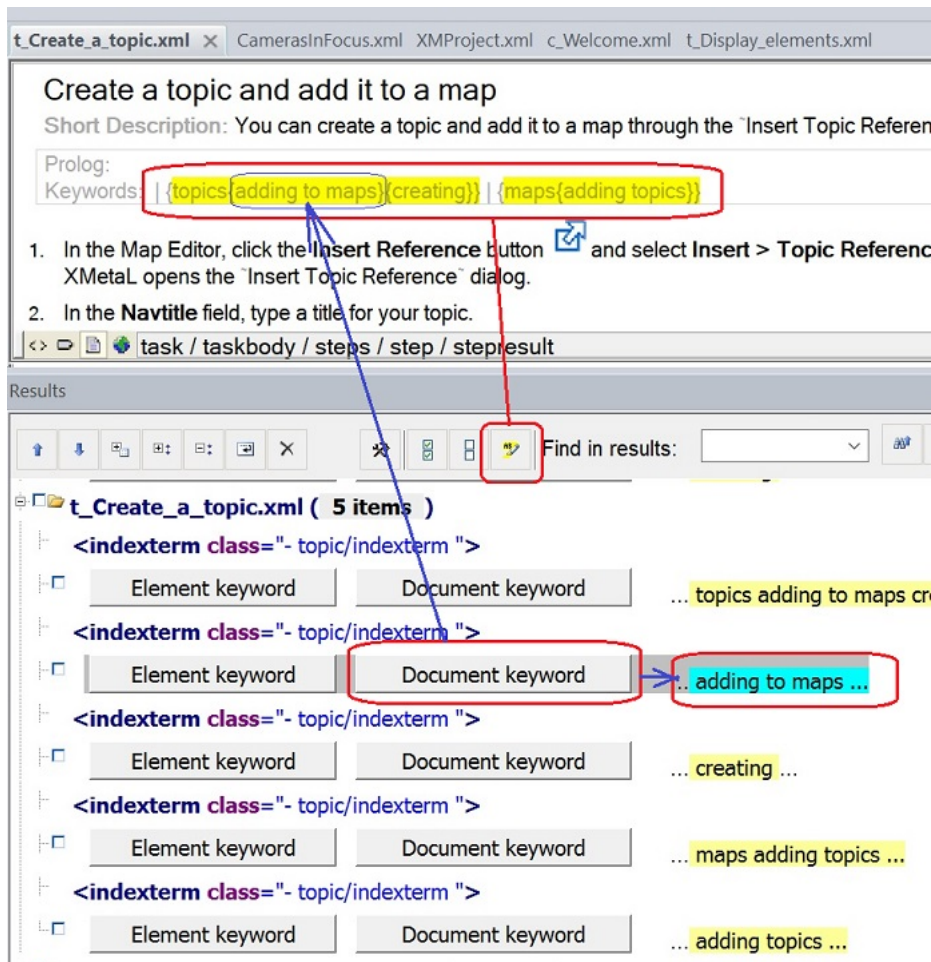 t_Create_a_topic.xml CamerasInFocus.xml XMProject.xml c_Welcome.xml t_Display_elements.xml
Create a topic and add it to a map
Short Description: You can create a topic and add it to a map through the ˜Insert Topic Referen
Prolog:
Keywords: | {topics{adding to maps}{creating}} | {maps{adding topics}}
1. In the Map Editor, click the Insert Reference button and select Insert > Topic Referenc
XMetaL opens the ˜Insert Topic Reference˜ dialog.
2. In the Navtitle field, type a title for your topic.
task / taskbody / steps / step / stepresult
Results
Find in results:
t_Create_a_topic.xml ( 5 items )
<indexterm class="- topic/indexterm ">
Element keyword Document keyword ... topics adding to maps cre
<indexterm class="- topic/indexterm ">
Element keyword Document keyword .. adding to maps ...
<indexterm class="- topic/indexterm ">
Element keyword Document keyword ... creating ...
<indexterm class="- topic/indexterm ">
Element keyword Document keyword ... maps adding topics ...
<indexterm class="- topic/indexterm ">
Element keyword Document keyword ... adding topics ...